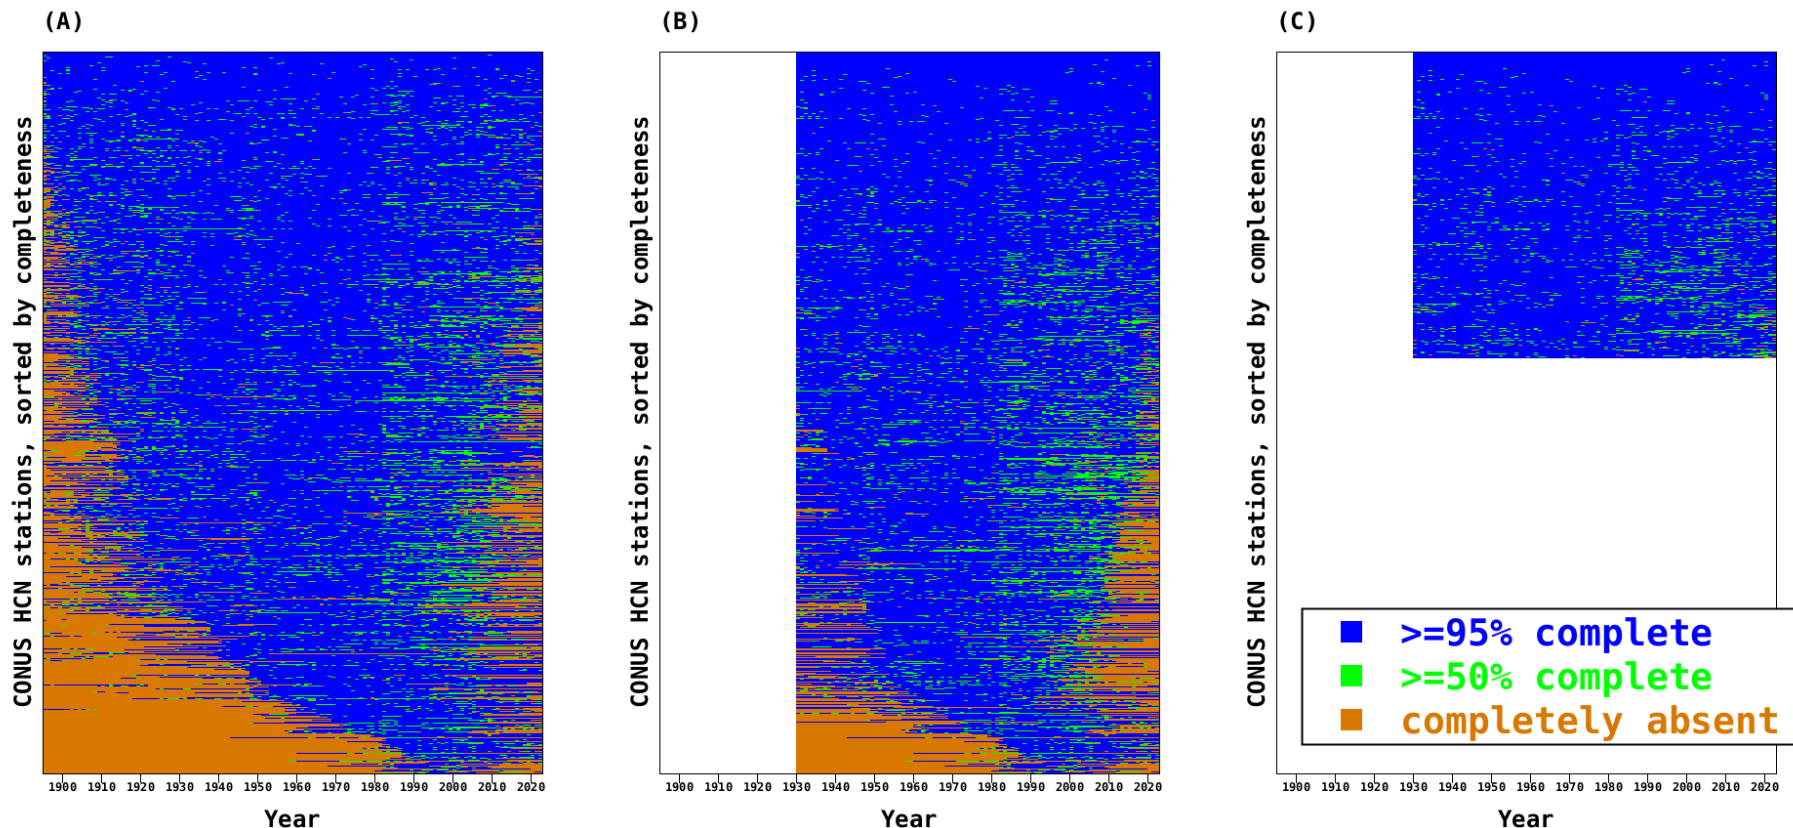 (A)
CONUS HCN stations, sorted by completeness
1900 1910 1920 1930 1940 1950 1960 1970 1980 1990 2000 2010 2020
Year
(B)
CONUS HCN stations, sorted by completeness
1900 1910 1920 1930 1940 1950 1960 1970 1980 1990 2000 2010 2020
Year
(C)
CONUS HCN stations, sorted by completeness
>=95% complete
>=50% complete
completely absent
1900 1910 1920 1930 1940 1950 1960 1970 1980 1990 2000 2010 2020
Year